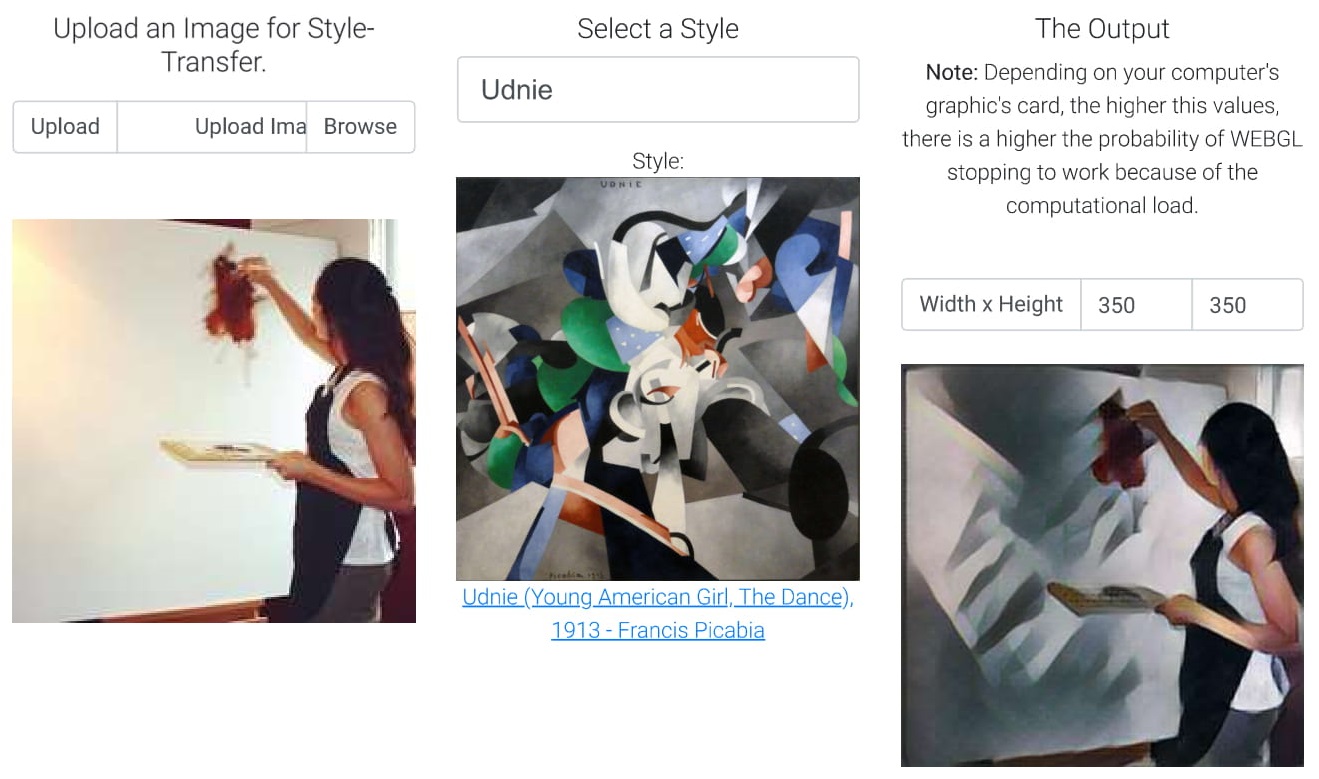 Upload an Image for Style-
Transfer.
Upload
Upload Ima
Browse
Select a Style
Udnie
Style:
UDNIE
Picabia 1913
Udnie (Young American Girl, The Dance),
1913 - Francis Picabia
The Output
Note: Depending on your computer's
graphic's card, the higher this values,
there is a higher the probability of WEBGL
stopping to work because of the
computational load.
Width x Height
350
350